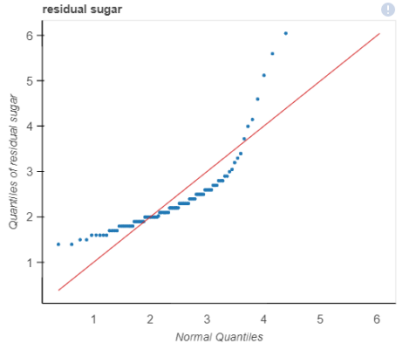 residual sugar
!
6
5
4
3
2
1
Quantiles of residual sugar
1 2 3 4 5 6
Normal Quantiles